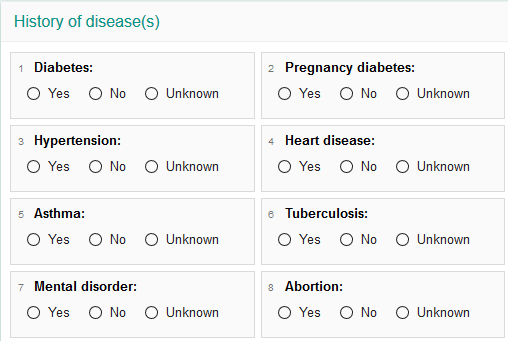 History of disease(s)
1 Diabetes:
Yes No Unknown
2 Pregnancy diabetes:
Yes No Unknown
3 Hypertension:
Yes No Unknown
4 Heart disease:
Yes No Unknown
5 Asthma:
Yes No Unknown
6 Tuberculosis:
Yes No Unknown
7 Mental disorder:
Yes No Unknown
8 Abortion:
Yes No Unknown